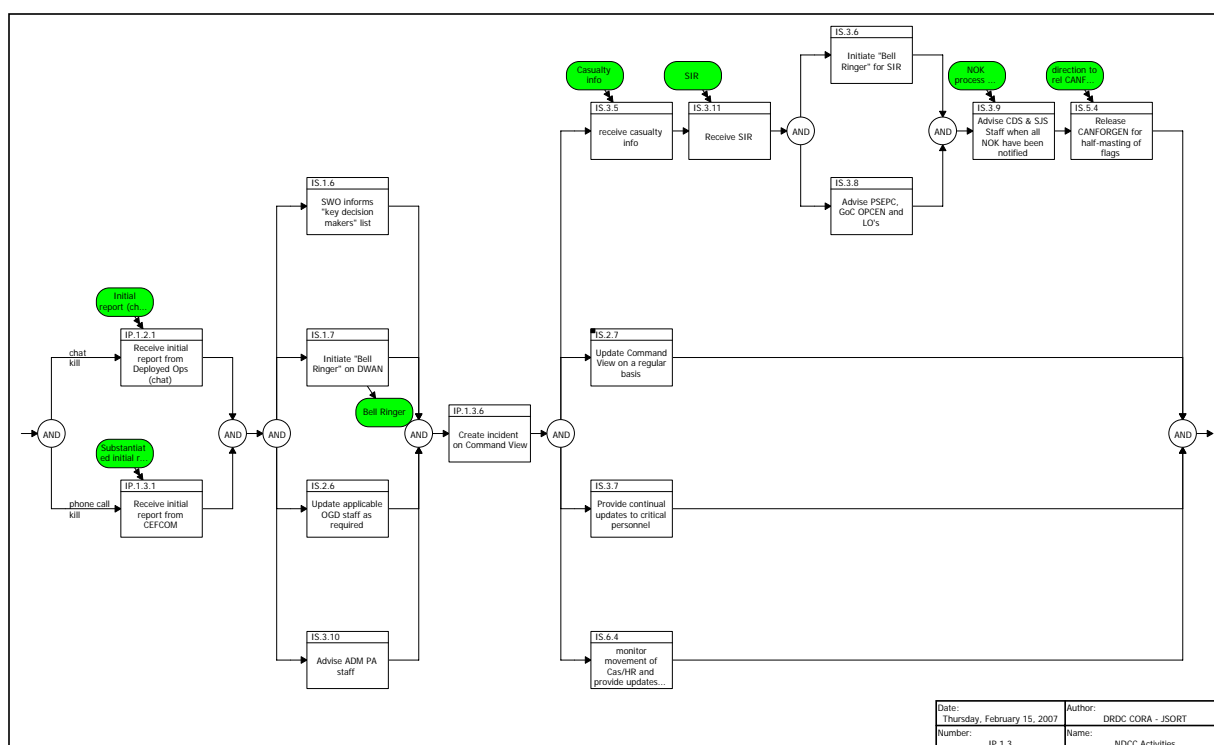 IS.3.6
Initiate "Bell
Ringer" for SIR
Casualty
info
SIR
NOK
process ...
direction to
rel CANF...
IS.3.5
receive casualty
info
IS.3.11
Receive SIR
AND
AND
IS.3.9
Advise CDS & SJS
Staff when all
NOK have been
notified
IS.5.4
Release
CANFORGEN for
half-masting of
flags
IS.3.8
Advise PSEPC,
GoC OPCEN and
LO's
IS.1.6
SWO informs
"key decision
makers" list
Initial
report (ch...
IP.1.2.1
Receive initial
report from
Deployed Ops
(chat)
chat
kill
IS.1.7
Initiate "Bell
Ringer" on DWAN
Bell Ringer
IS.2.7
Update Command
View on a regular
basis
AND
AND
AND
AND
IP.1.3.6
Create incident
on Command View
AND
AND
Substantiat
ed initial r...
IP.1.3.1
Receive initial
report from
CEFCOM
phone call
kill
IS.2.6
Update applicable
OGD staff as
required
IS.3.7
Provide continual
updates to critical
personnel
IS.3.10
Advise ADM PA
staff
IS.6.4
monitor
movement of
Cas/HR and
provide updates...
Date:
Thursday, February 15, 2007
Author:
DRDC CORA - JSORT
Number:
IP.1.3
Name:
NDCC Activities